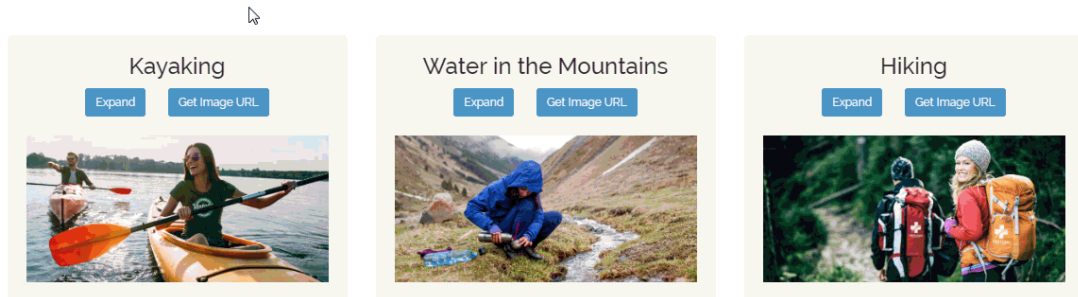 Kayaking
Expand
Get Image URL
Water in the Mountains
Expand
Get Image URL
Hiking
Expand
Get Image URL